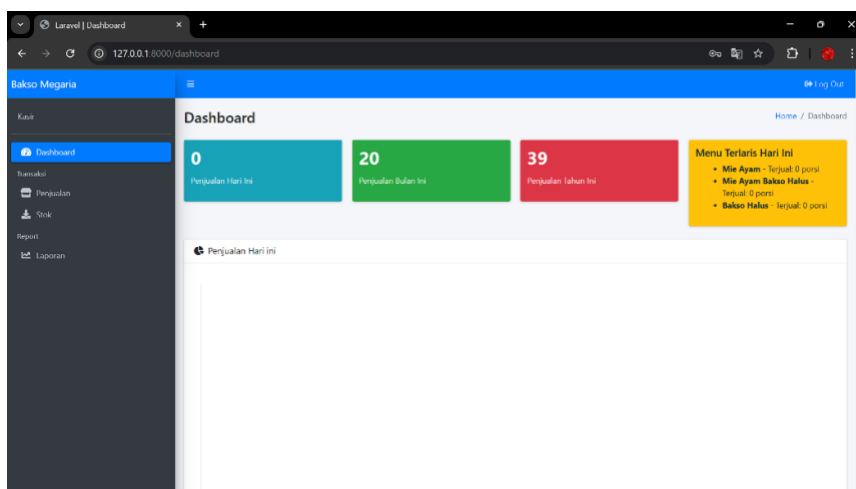 Laravel | Dashboard
127.0.0.1:8000/dashboard
Bakso Megaria
Log Out
Kasir
Dashboard
Home / Dashboard
Dashboard
Transaksi
Penjualan
Stok
Report
Laporan
0
Penjualan Hari Ini
20
Penjualan Bulan Ini
39
Penjualan Tahun Ini
Menu Terlaris Hari Ini
Mie Ayam - Terjual: 0 porsi
Mie Ayam Bakso Halus -
Terjual: 0 porsi
Bakso Halus - Terjual: 0 porsi
Penjualan Hari ini